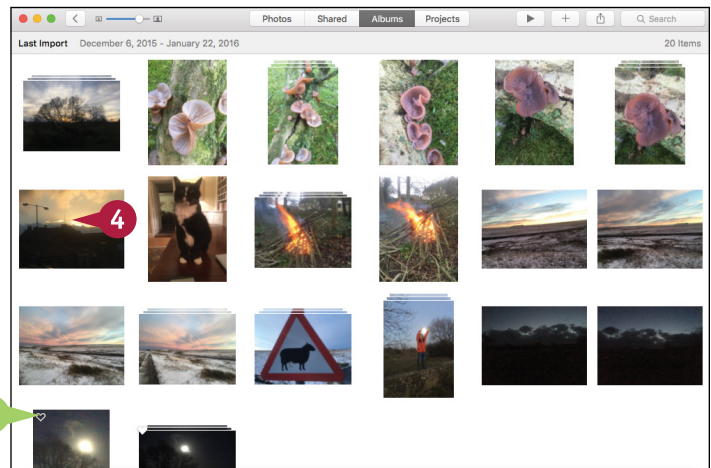 Photos Shared Albums Projects Search
Last Import December 6, 2015 - January 22, 2016 20 Items
4